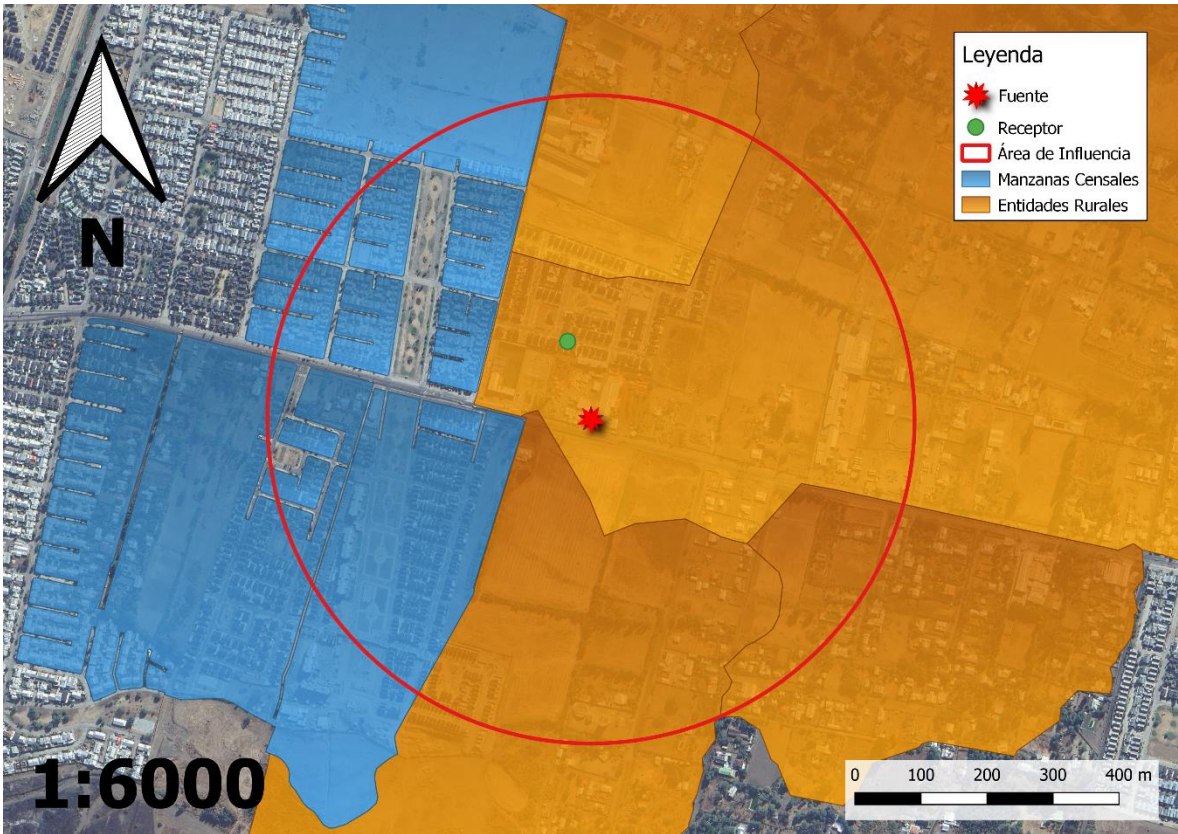 Leyenda
Fuente
Receptor
Área de Influencia
Manzanas Censales
Entidades Rurales
N
1:6000
0 100 200 300 400 m